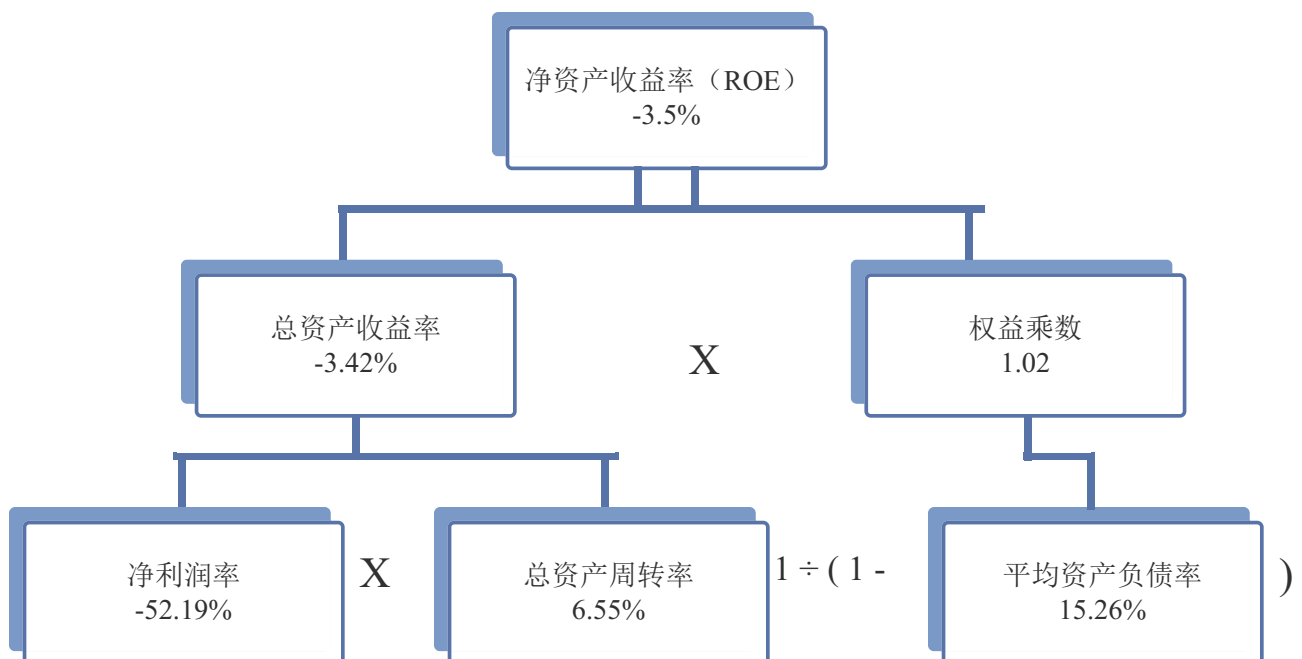 净资产收益率（ROE）
-3.5%
总资产收益率
-3.42%
X
权益乘数
1.02
净利润率
-52.19%
X
总资产周转率
6.55%
1 ÷ ( 1 -
平均资产负债率
15.26%
)